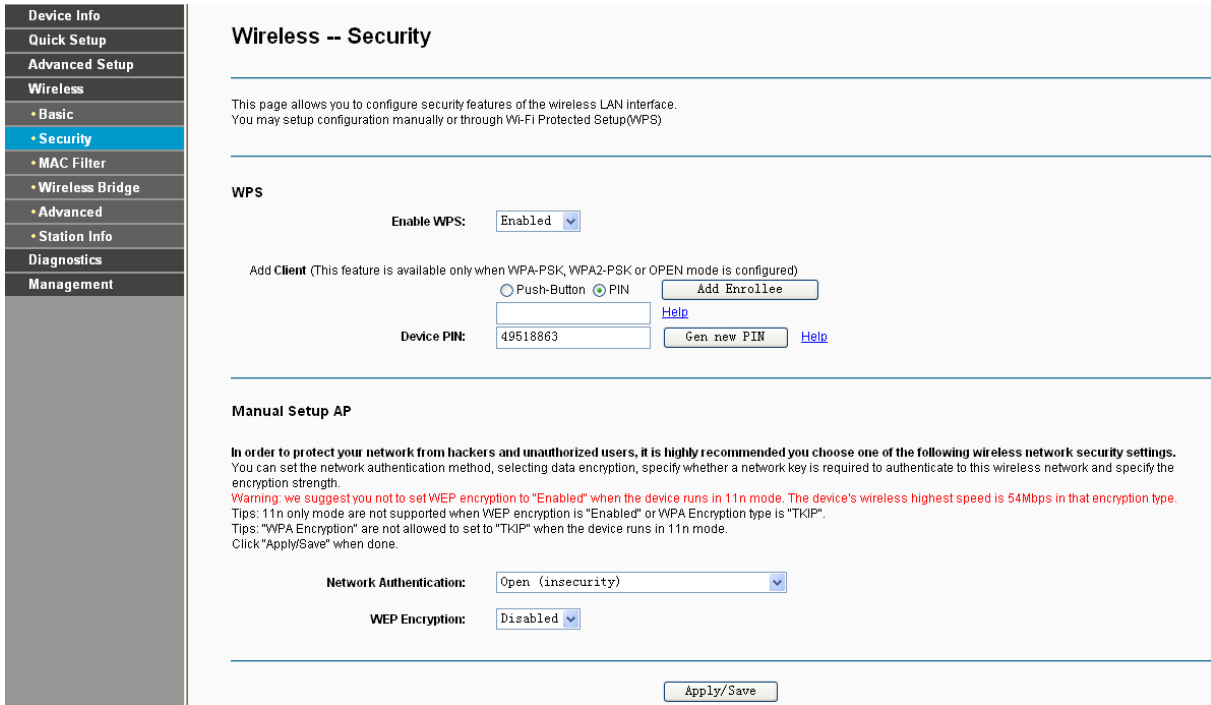 Device Info
Quick Setup
Advanced Setup
Wireless
•Basic
•Security
•MAC Filter
•Wireless Bridge
•Advanced
•Station Info
Diagnostics
Management
Wireless -- Security
This page allows you to configure security features of the wireless LAN interface.
You may setup configuration manually or through Wi-Fi Protected Setup(WPS)
WPS
Enable WPS: Enabled
Add Client (This feature is available only when WPA-PSK, WPA2-PSK or OPEN mode is configured)
Push-Button PIN Add Enrollee
Help
Device PIN: 49518863 Gen new PIN Help
Manual Setup AP
In order to protect your network from hackers and unauthorized users, it is highly recommended you choose one of the following wireless network security settings.
You can set the network authentication method, selecting data encryption, specify whether a network key is required to authenticate to this wireless network and specify the
encryption strength.
Warning: we suggest you not to set WEP encryption to "Enabled" when the device runs in 11n mode. The device's wireless highest speed is 54Mbps in that encryption type.
Tips: 11n only mode are not supported when WEP encryption is "Enabled" or WPA Encryption type is "TKIP".
Tips: "WPA Encryption" are not allowed to set to "TKIP" when the device runs in 11n mode.
Click "Apply/Save" when done.
Network Authentication: Open (insecurity)
WEP Encryption: Disabled
Apply/Save